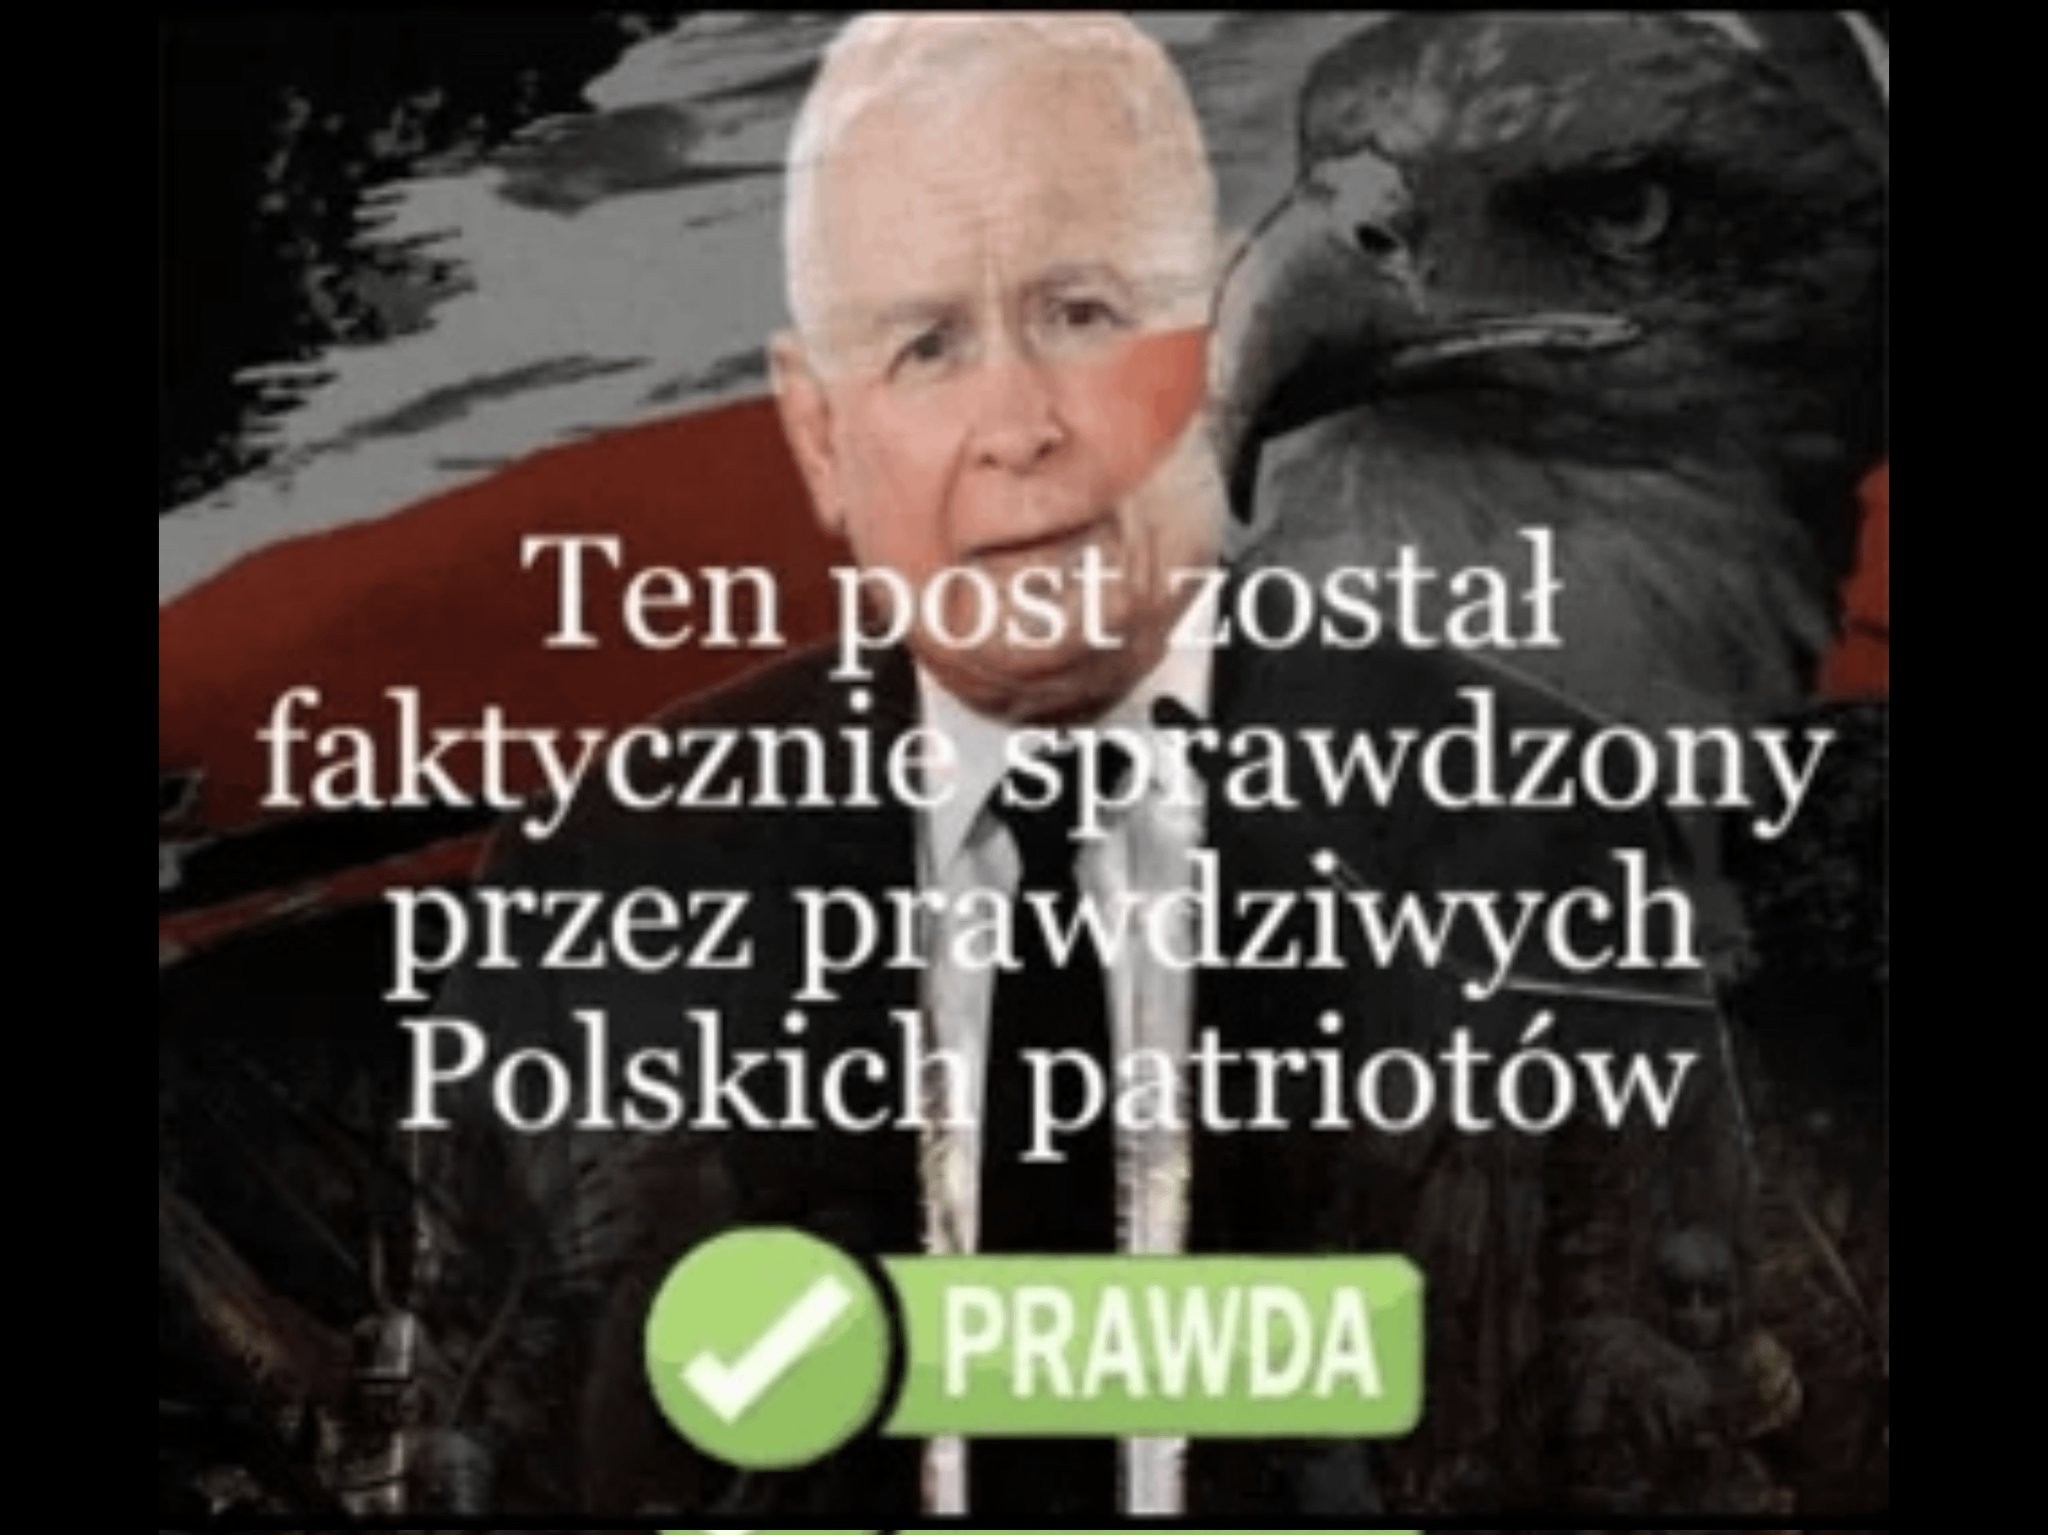 Ten post został
faktycznie sprawdzony
przez prawdziwych
Polskich patriotów
PRAWDA